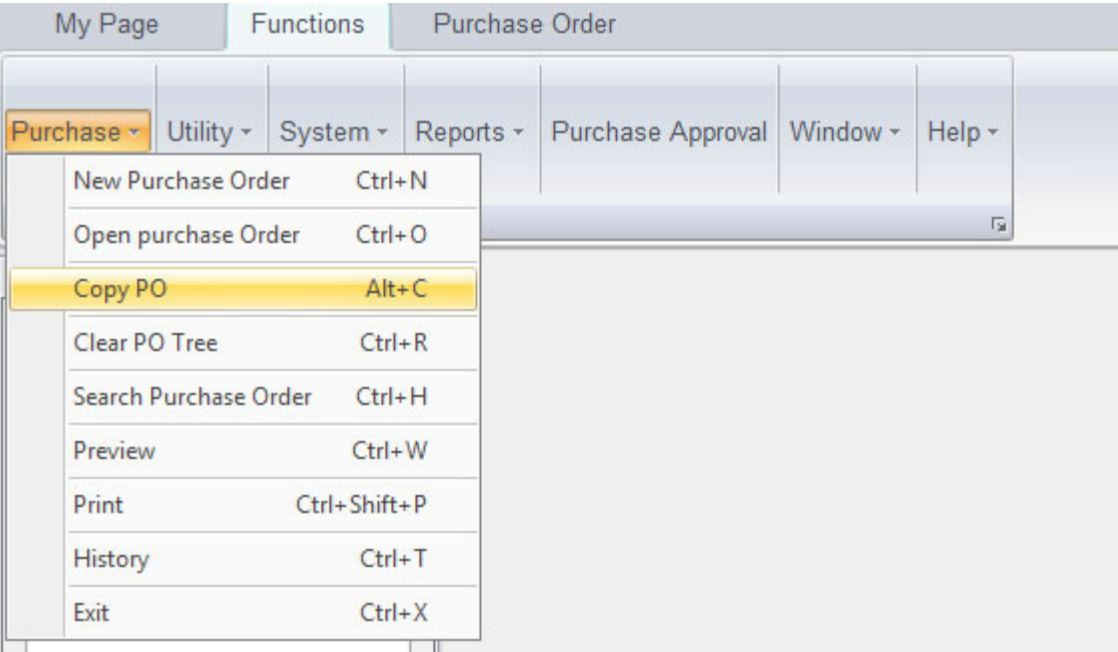 My Page Functions Purchase Order
Purchase Utility System Reports Purchase Approval Window Help
New Purchase Order Ctrl+N
Open purchase Order Ctrl+O
Copy PO Alt+C
Clear PO Tree Ctrl+R
Search Purchase Order Ctrl+H
Preview Ctrl+W
Print Ctrl+Shift+P
History Ctrl+T
Exit Ctrl+X